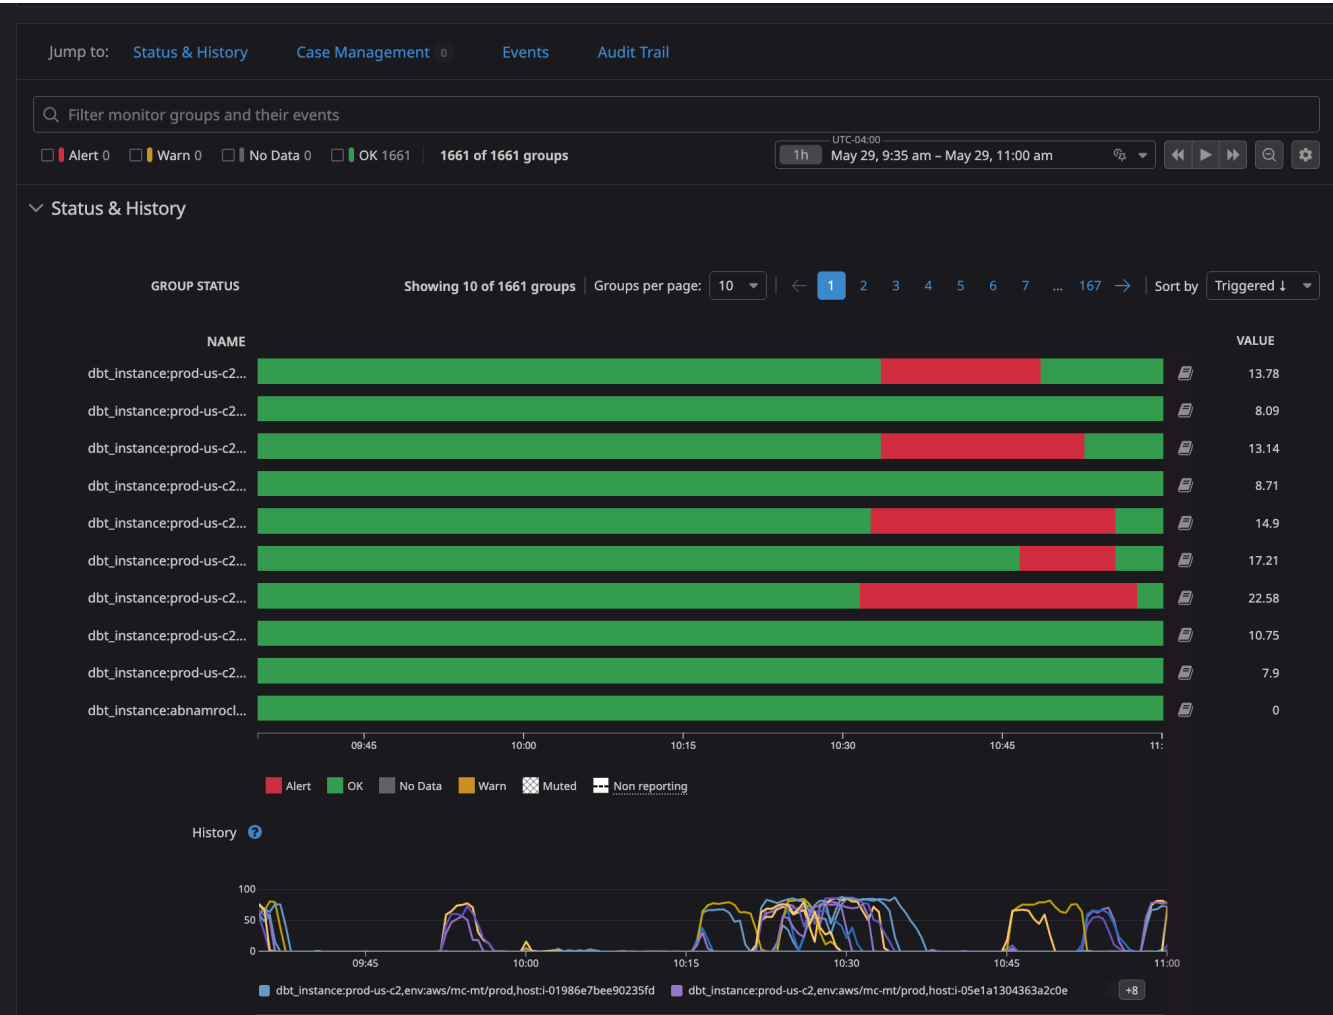 Jump to: Status & History Case Management 0 Events Audit Trail
Filter monitor groups and their events
Alert 0 Warn 0 No Data 0 OK 1661 1661 of 1661 groups
UTC-04:00
1h May 29, 9:35 am – May 29, 11:00 am
Status & History
GROUP STATUS Showing 10 of 1661 groups Groups per page: 10 ← 1 2 3 4 5 6 7 ... 167 → Sort by Triggered ↓
NAME VALUE
dbt_instance:prod-us-c2... 13.78
dbt_instance:prod-us-c2... 8.09
dbt_instance:prod-us-c2... 13.14
dbt_instance:prod-us-c2... 8.71
dbt_instance:prod-us-c2... 14.9
dbt_instance:prod-us-c2... 17.21
dbt_instance:prod-us-c2... 22.58
dbt_instance:prod-us-c2... 10.75
dbt_instance:prod-us-c2... 7.9
dbt_instance:abnamrocl... 0
09:45 10:00 10:15 10:30 10:45 11:
Alert OK No Data Warn Muted Non reporting
History ?
100
50
0
09:45 10:00 10:15 10:30 10:45 11:00
dbt_instance:prod-us-c2,env:aws/mc-mt/prod,host:i-01986e7bee90235fd dbt_instance:prod-us-c2,env:aws/mc-mt/prod,host:i-05e1a1304363a2c0e +8